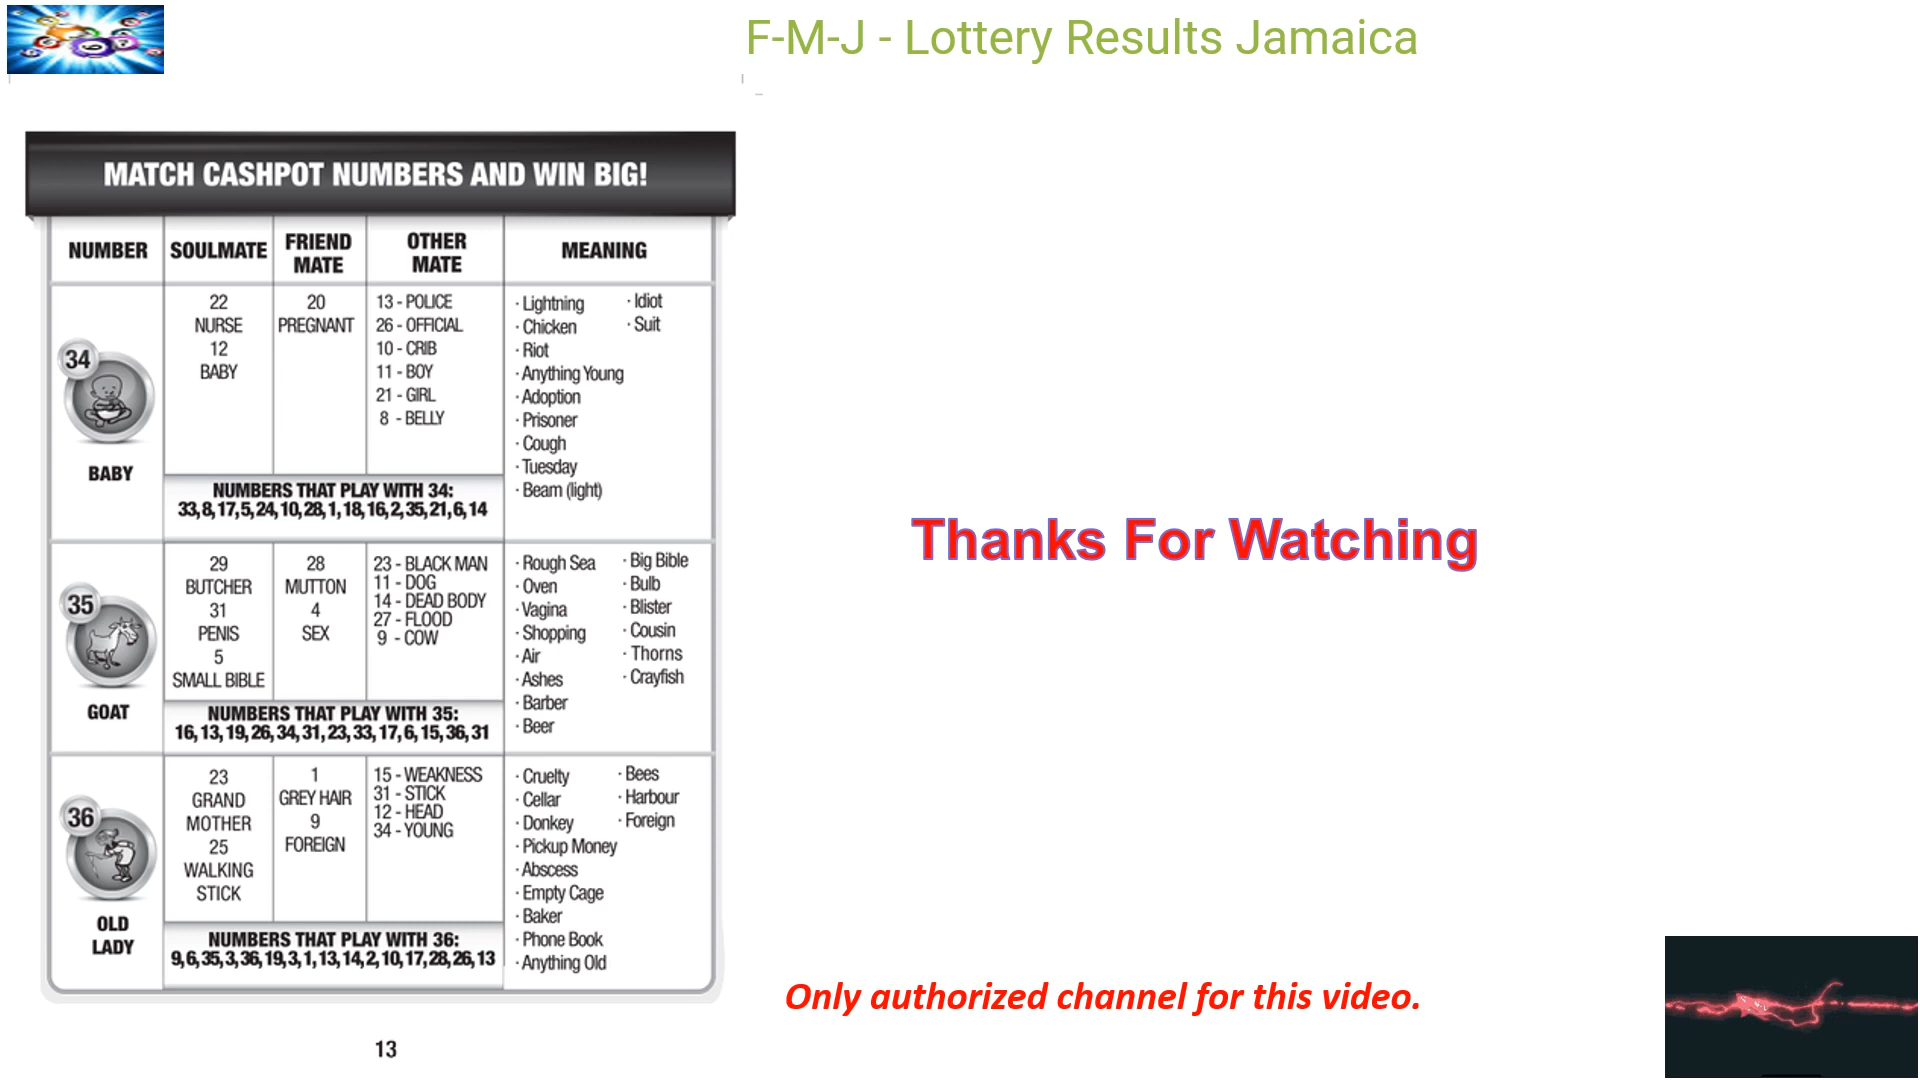 F-M-J - Lottery Results Jamaica
MATCH CASHPOT NUMBERS AND WIN BIG!
NUMBER
SOULMATE
FRIEND
MATE
OTHER
MATE
MEANING
34
BABY
22
NURSE
12
BABY
20
PREGNANT
13 - POLICE
26 - OFFICIAL
10 - CRIB
11 - BOY
21 - GIRL
8 - BELLY
NUMBERS THAT PLAY WITH 34:
33, 8, 17, 5, 24, 10, 28, 1, 18, 16, 2, 35, 21, 6, 14
· Lightning
· Chicken
· Riot
· Anything Young
· Adoption
· Prisoner
· Cough
· Tuesday
· Beam (light)
· Idiot
· Suit
35
GOAT
29
BUTCHER
31
PENIS
5
SMALL BIBLE
28
MUTTON
4
SEX
23 - BLACK MAN
11 - DOG
14 - DEAD BODY
27 - FLOOD
9 - COW
NUMBERS THAT PLAY WITH 35:
16, 13, 19, 26, 34, 31, 23, 33, 17, 6, 15, 36, 31
· Rough Sea
· Oven
· Vagina
· Shopping
· Air
· Ashes
· Barber
· Beer
· Big Bible
· Bulb
· Blister
· Cousin
· Thorns
· Crayfish
36
OLD
LADY
23
GRAND
MOTHER
25
WALKING
STICK
1
GREY HAIR
9
FOREIGN
15 - WEAKNESS
31 - STICK
12 - HEAD
34 - YOUNG
NUMBERS THAT PLAY WITH 36:
9, 6, 35, 3, 36, 19, 3, 1, 13, 14, 2, 10, 17, 28, 26, 13
· Cruelty
· Cellar
· Donkey
· Pickup Money
· Abscess
· Empty Cage
· Baker
· Phone Book
· Anything Old
· Bees
· Harbour
· Foreign
13
Thanks For Watching
Only authorized channel for this video.